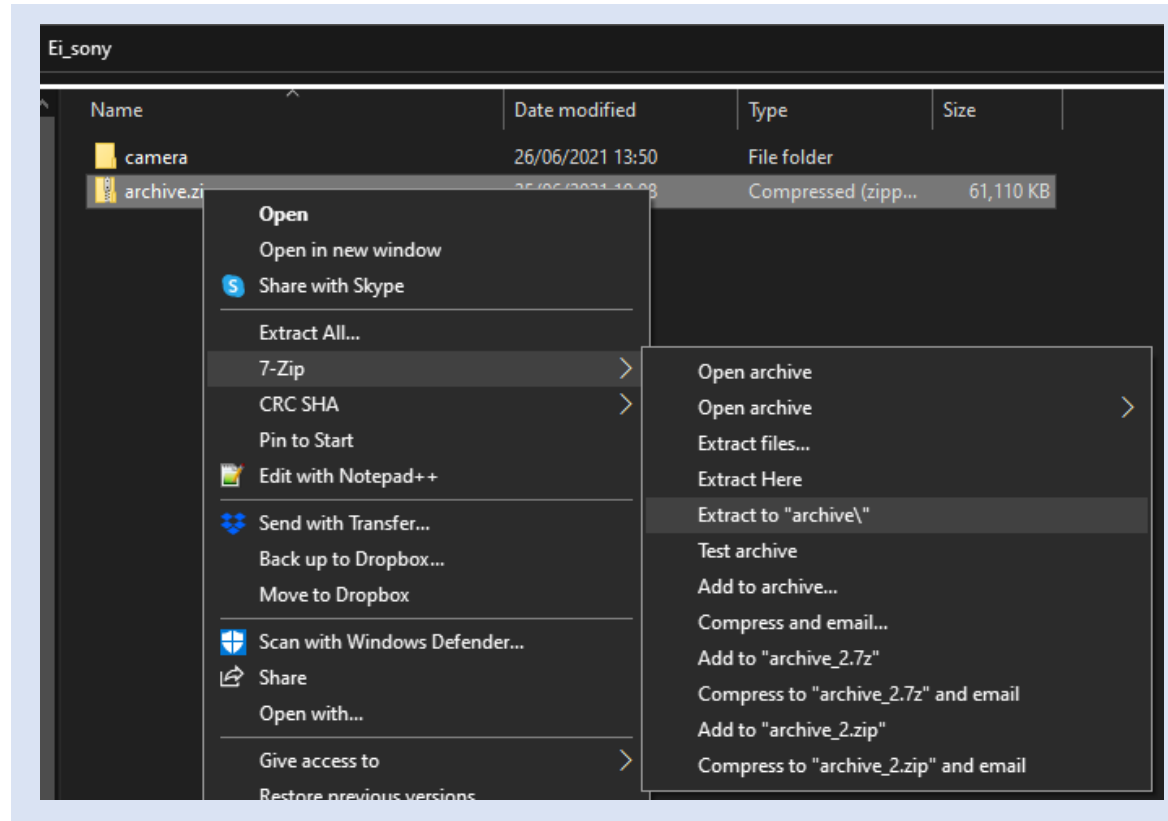 Ei_sony
Name Date modified Type Size
camera 26/06/2021 13:50 File folder
archive.zi Compressed (zipp... 61,110 KB
Open
Open in new window
Share with Skype
Extract All...
7-Zip
CRC SHA
Pin to Start
Edit with Notepad++
Send with Transfer...
Back up to Dropbox...
Move to Dropbox
Scan with Windows Defender...
Share
Open with...
Give access to
Restore previous versions
Open archive
Open archive
Extract files...
Extract Here
Extract to "archive\"
Test archive
Add to archive...
Compress and email...
Add to "archive_2.7z"
Compress to "archive_2.7z" and email
Add to "archive_2.zip"
Compress to "archive_2.zip" and email